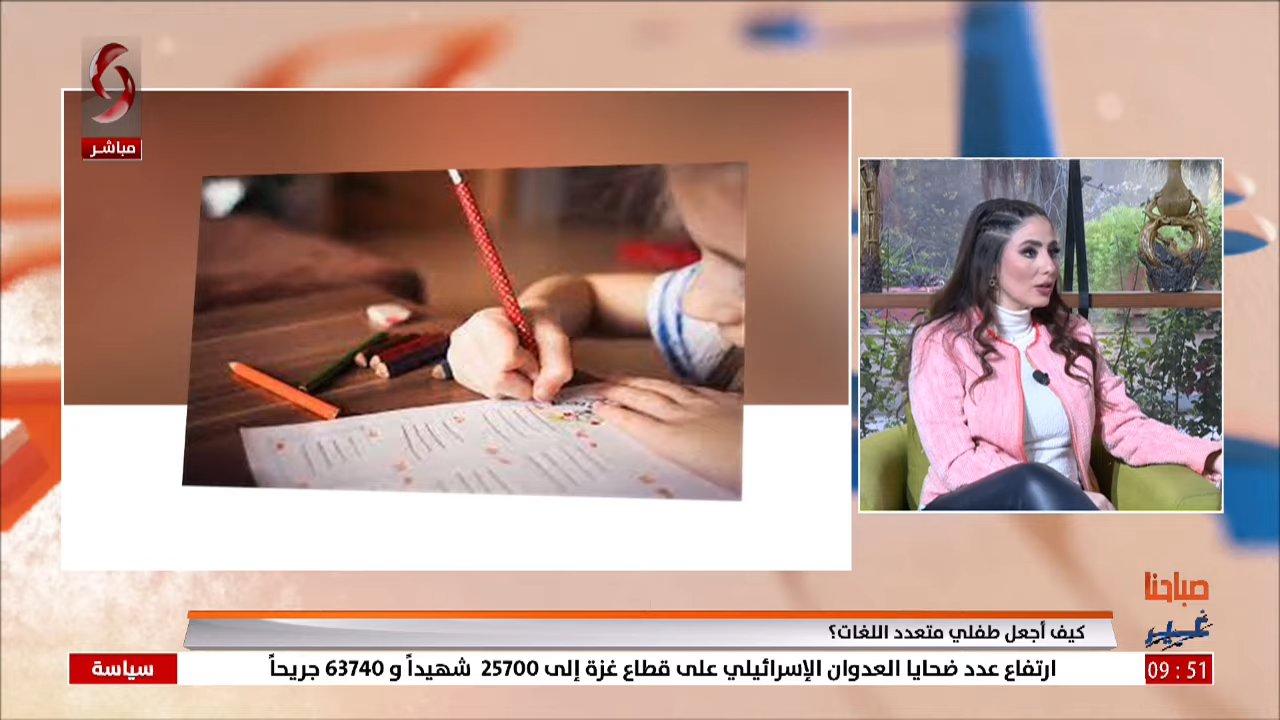 مباشر
صباحنا
غير
كيف أجعل طفلي متعدد اللغات؟
سياسة
ارتفاع عدد ضحايا العدوان الإسرائيلي على قطاع غزة إلى 25700 شهيداً و 63740 جريحاً
09 : 51